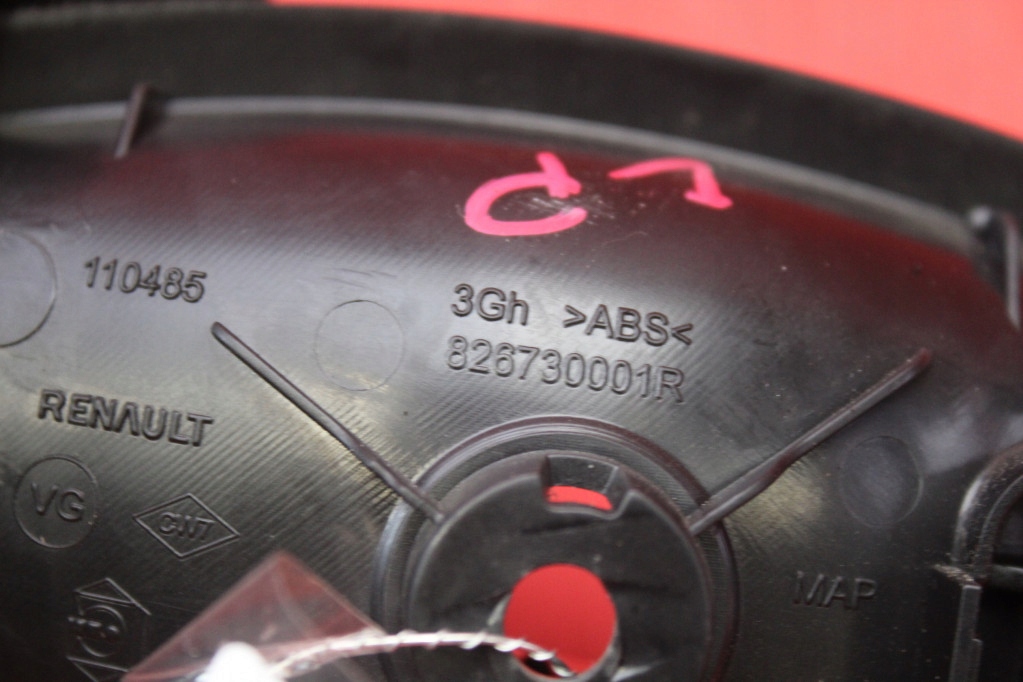 110485
3Gh >ABS<
826730001R
RENAULT
VG
CW7
MAP